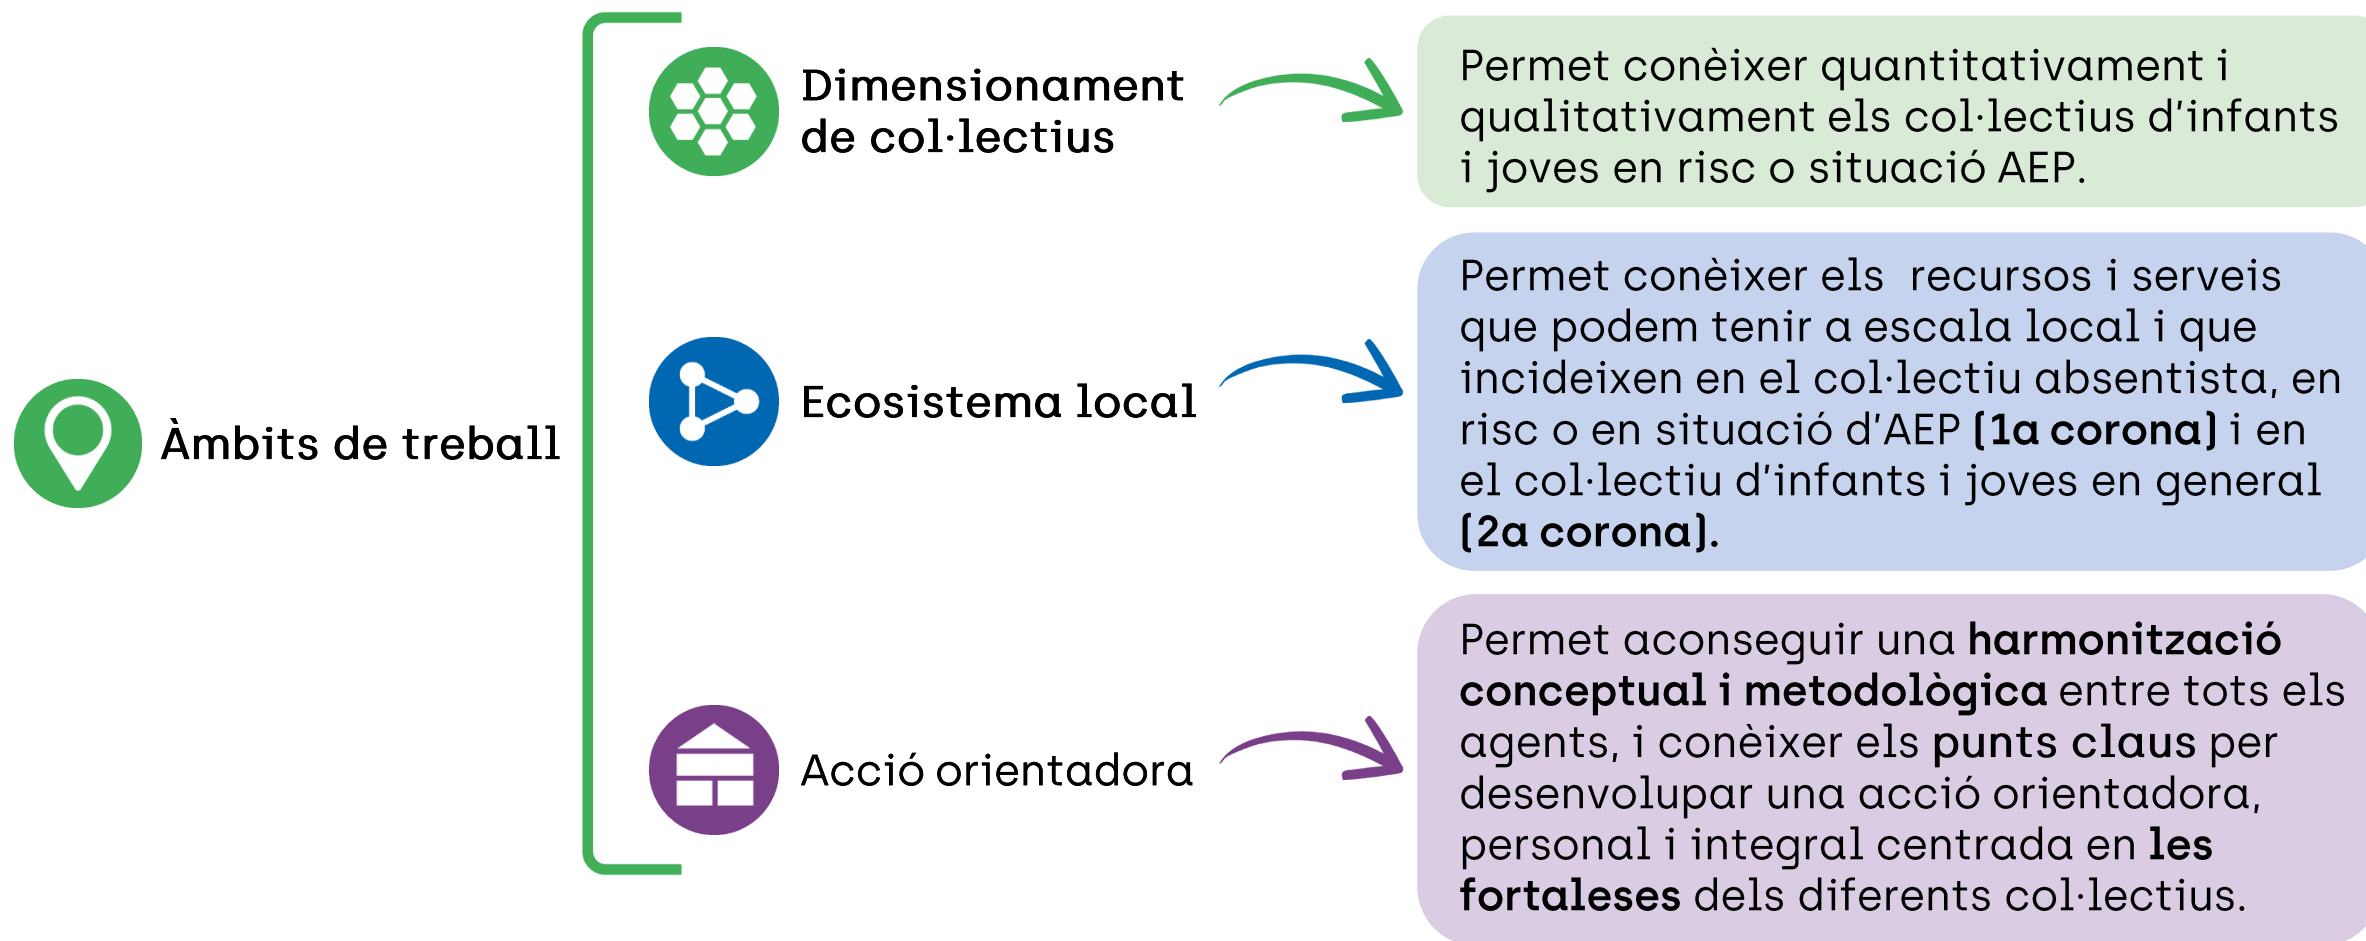 Àmbits de treball
Dimensionament
de col·lectius
Permet conèixer quantitativament i
qualitativament els col·lectius d'infants
i joves en risc o situació AEP.
Ecosistema local
Permet conèixer els  recursos i serveis
que podem tenir a escala local i que
incideixen en el col·lectiu absentista, en
risc o en situació d'AEP (1a corona) i en
el col·lectiu d'infants i joves en general
(2a corona).
Acció orientadora
Permet aconseguir una harmonització
conceptual i metodològica entre tots els
agents, i conèixer els punts claus per
desenvolupar una acció orientadora,
personal i integral centrada en les
fortaleses dels diferents col·lectius.